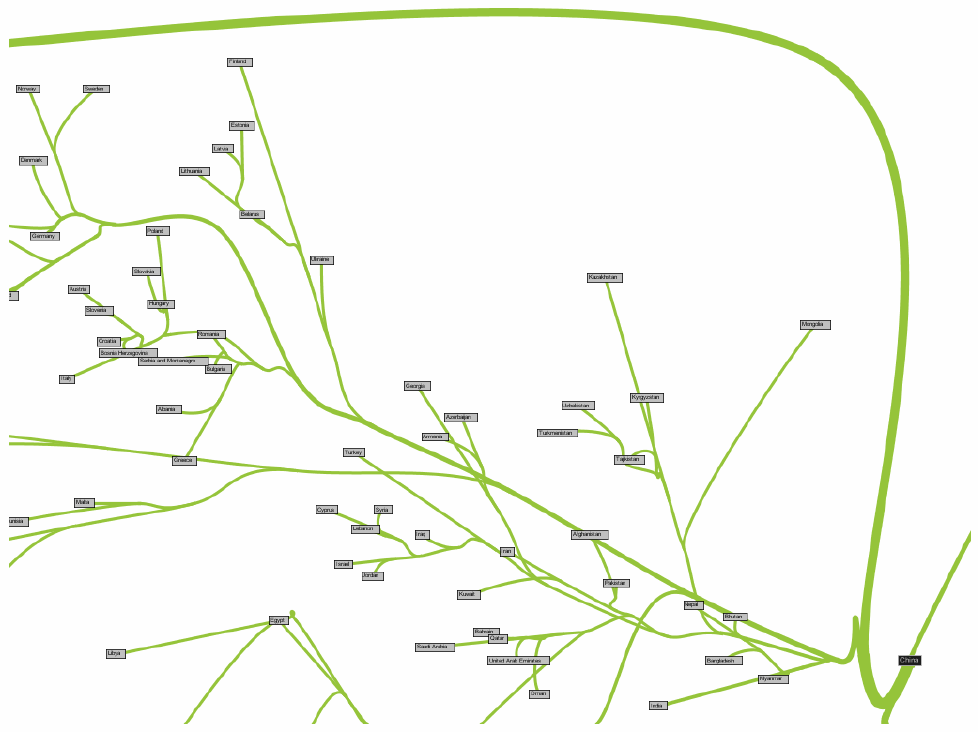 Finland
Norway
Sweden
Estonia
Latvia
Denmark
Lithuania
Belarus
Poland
Germany
Ukraine
Slovakia
Kazakhstan
Austria
Hungary
Slovenia
Mongolia
Romania
Croatia
Bosnia Herzegovina
Serbia and Montenegro
Bulgaria
Italy
Georgia
Kyrgyzstan
Uzbekistan
Albania
Azerbaijan
Armenia
Turkmenistan
Turkey
Greece
Tajikistan
Malta
Cyprus
Syria
Lebanon
Iraq
Afghanistan
Iran
Israel
Jordan
Pakistan
Kuwait
Nepal
Bhutan
Egypt
Bahrain
Qatar
Saudi Arabia
Libya
United Arab Emirates
Bangladesh
China
Myanmar
Oman
India